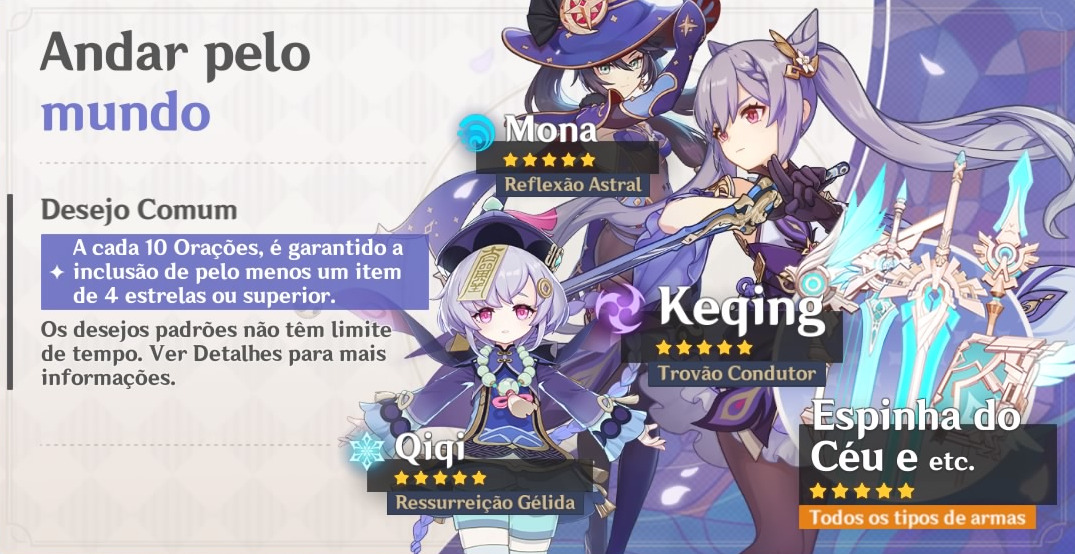 Andar pelo
mundo
Desejo Comum
A cada 10 Orações, é garantido a
inclusão de pelo menos um item
de 4 estrelas ou superior.
Os desejos padrões não têm limite
de tempo. Ver Detalhes para mais
informações.
Mona
Reflexão Astral
Keqing
Trovão Condutor
Qiqi
Ressurreição Gélida
Espinha do
Céu e etc.
Todos os tipos de armas